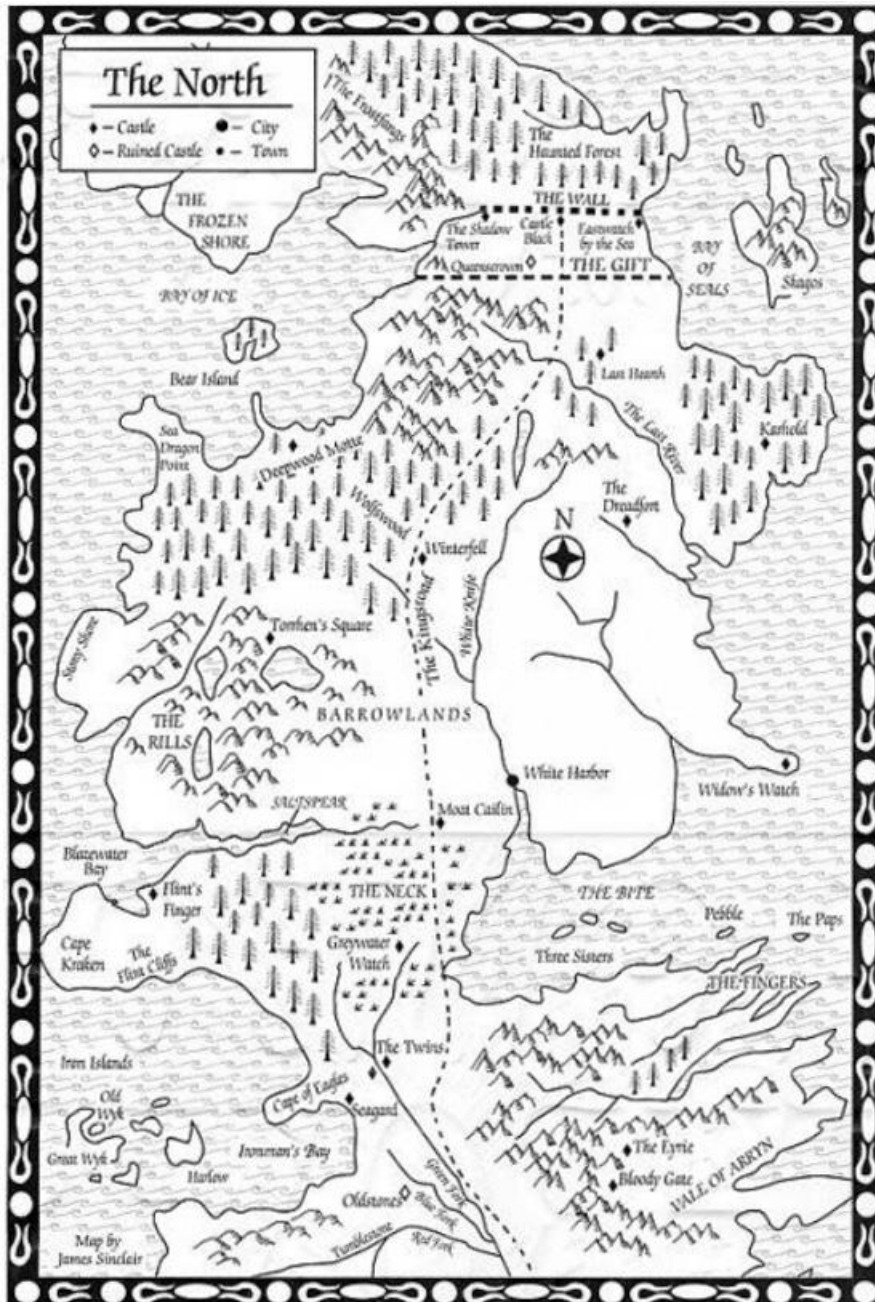 The North
– Castle
– City
– Ruined Castle
– Town
The Frostfangs
The
Haunted Forest
THE
FROZEN
SHORE
THE WALL
The Shadow
Tower
Castle
Black
Eastwatch
by the Sea
Queenscrown
THE GIFT
BAY
OF
SEALS
Skagos
BAY OF ICE
Bear Island
Last Hearth
The Last River
Karhold
Sea
Dragon
Point
Deepwood Motte
Wolfswood
The
Dreadfort
N
Winterfell
The Kingsroad
White Knife
Stony Shore
Torrhen's Square
THE
RILLS
BARROWLANDS
White Harbor
Widow's Watch
SALTSPEAR
Moat Cailin
Blazewater
Bay
Flint's
Finger
THE NECK
THE BITE
Pebble
The Paps
Cape
Kraken
The
Flint Cliffs
Greywater
Watch
Three Sisters
THE FINGERS
Iron Islands
The Twins
Old
Wyk
Cape of Eagles
Seagard
Great Wyk
Harlow
Ironman's Bay
The Eyrie
Bloody Gate
VALE OF ARRYN
Oldstones
Green Fork
Blue Fork
Red Fork
Tumblestone
Map by
James Sinclair